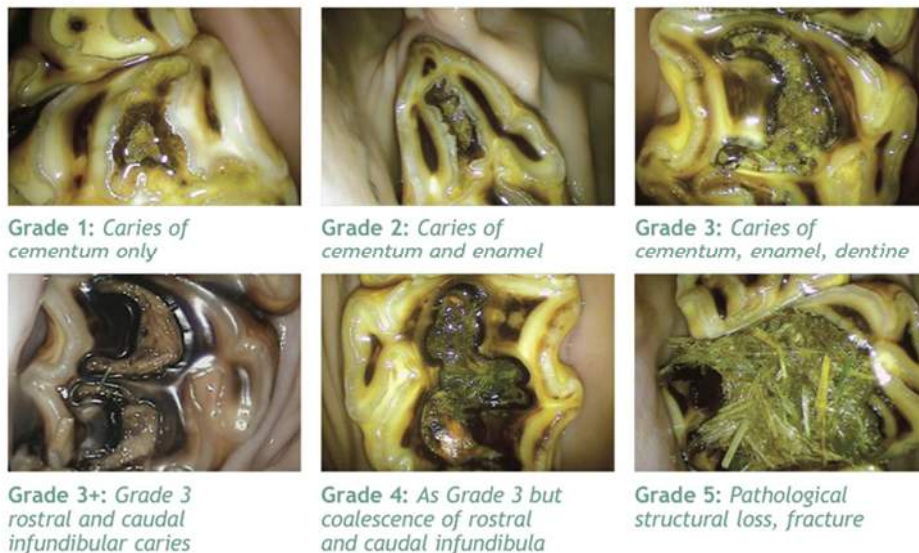 Grade 1: Caries of
cementum only
Grade 2: Caries of
cementum and enamel
Grade 3: Caries of
cementum, enamel, dentine
Grade 3+: Grade 3
rostral and caudal
infundibular caries
Grade 4: As Grade 3 but
coalescence of rostral
and caudal infundibula
Grade 5: Pathological
structural loss, fracture